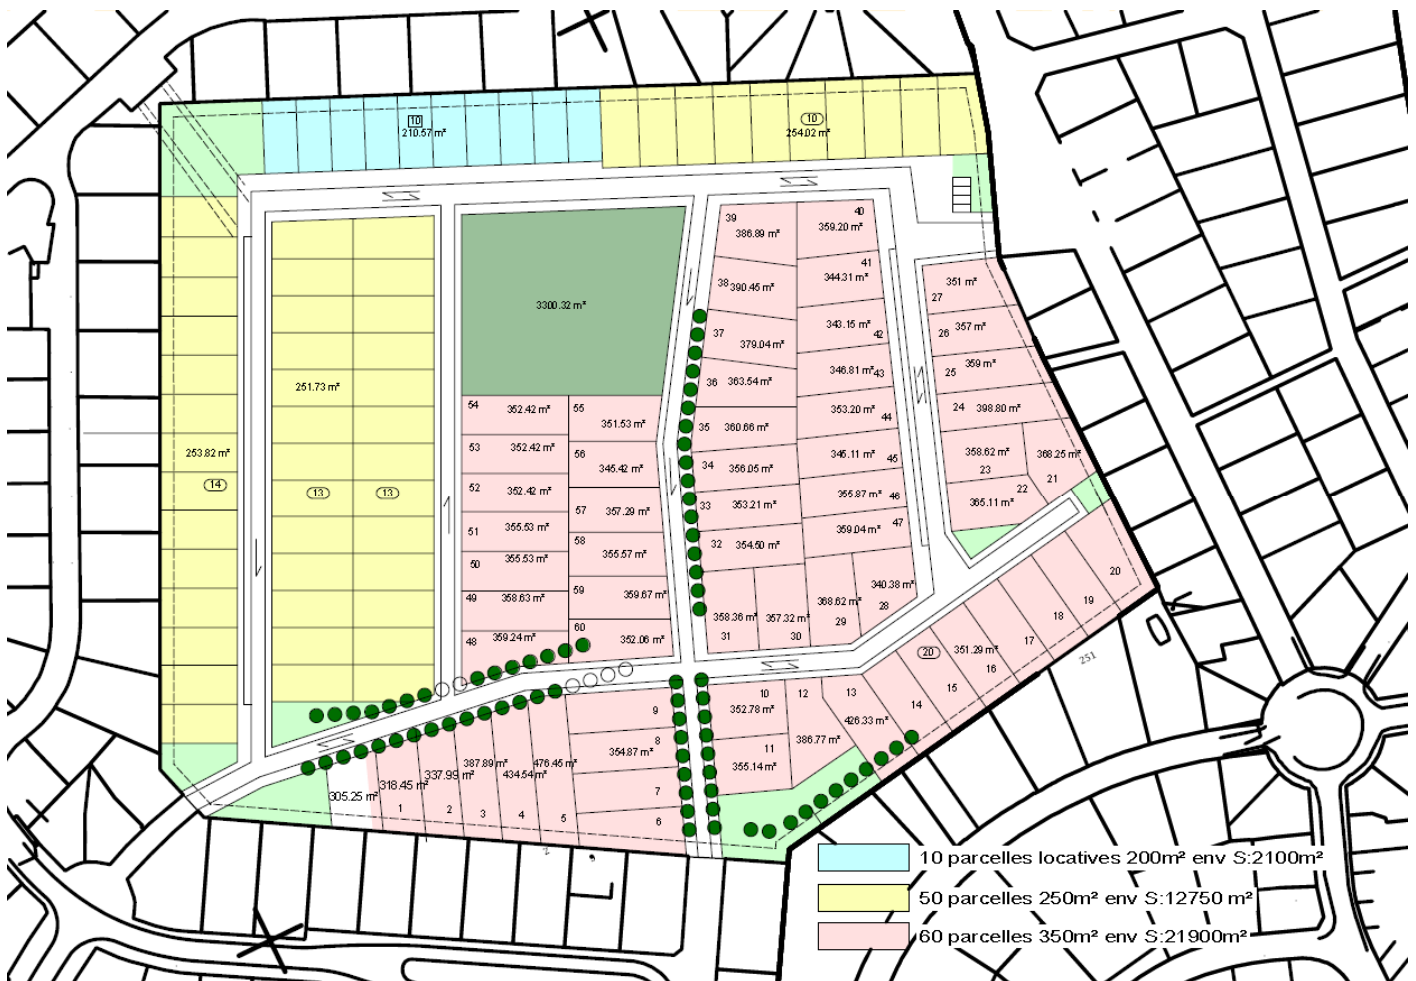 10
210.57 m²
10
254.02 m²
39
386.89 m²
40
359.20 m²
38
390.45 m²
41
344.31 m²
37
379.04 m²
343.15 m²
42
36
363.54 m²
346.81 m²
43
35
360.66 m²
353.20 m²
44
34
356.05 m²
345.11 m²
45
33
353.21 m²
355.87 m²
46
32
354.50 m²
359.04 m²
47
358.36 m²
31
357.32 m²
30
368.62 m²
29
340.38 m²
28
351 m²
27
26
357 m²
25
359 m²
24
398.80 m²
358.62 m²
23
368.25 m²
21
22
365.11 m²
3300.32 m²
251.73 m²
253.82 m²
14
13
13
54
352.42 m²
55
351.53 m²
53
352.42 m²
56
345.42 m²
52
352.42 m²
57
357.29 m²
51
355.53 m²
58
355.57 m²
50
355.53 m²
49
358.63 m²
59
359.67 m²
48
359.24 m²
60
352.06 m²
20
19
18
17
16
15
14
20
351.29 m²
251
10
352.78 m²
12
13
426.33 m²
11
355.14 m²
386.77 m²
9
8
354.87 m²
7
6
305.25 m²
318.45 m²
1
337.99 m²
2
387.89 m²
3
434.54 m²
4
476.45 m²
5
10 parcelles locatives 200m² env S:2100m²
50 parcelles 250m² env S:12750 m²
60 parcelles 350m² env S:21900m²